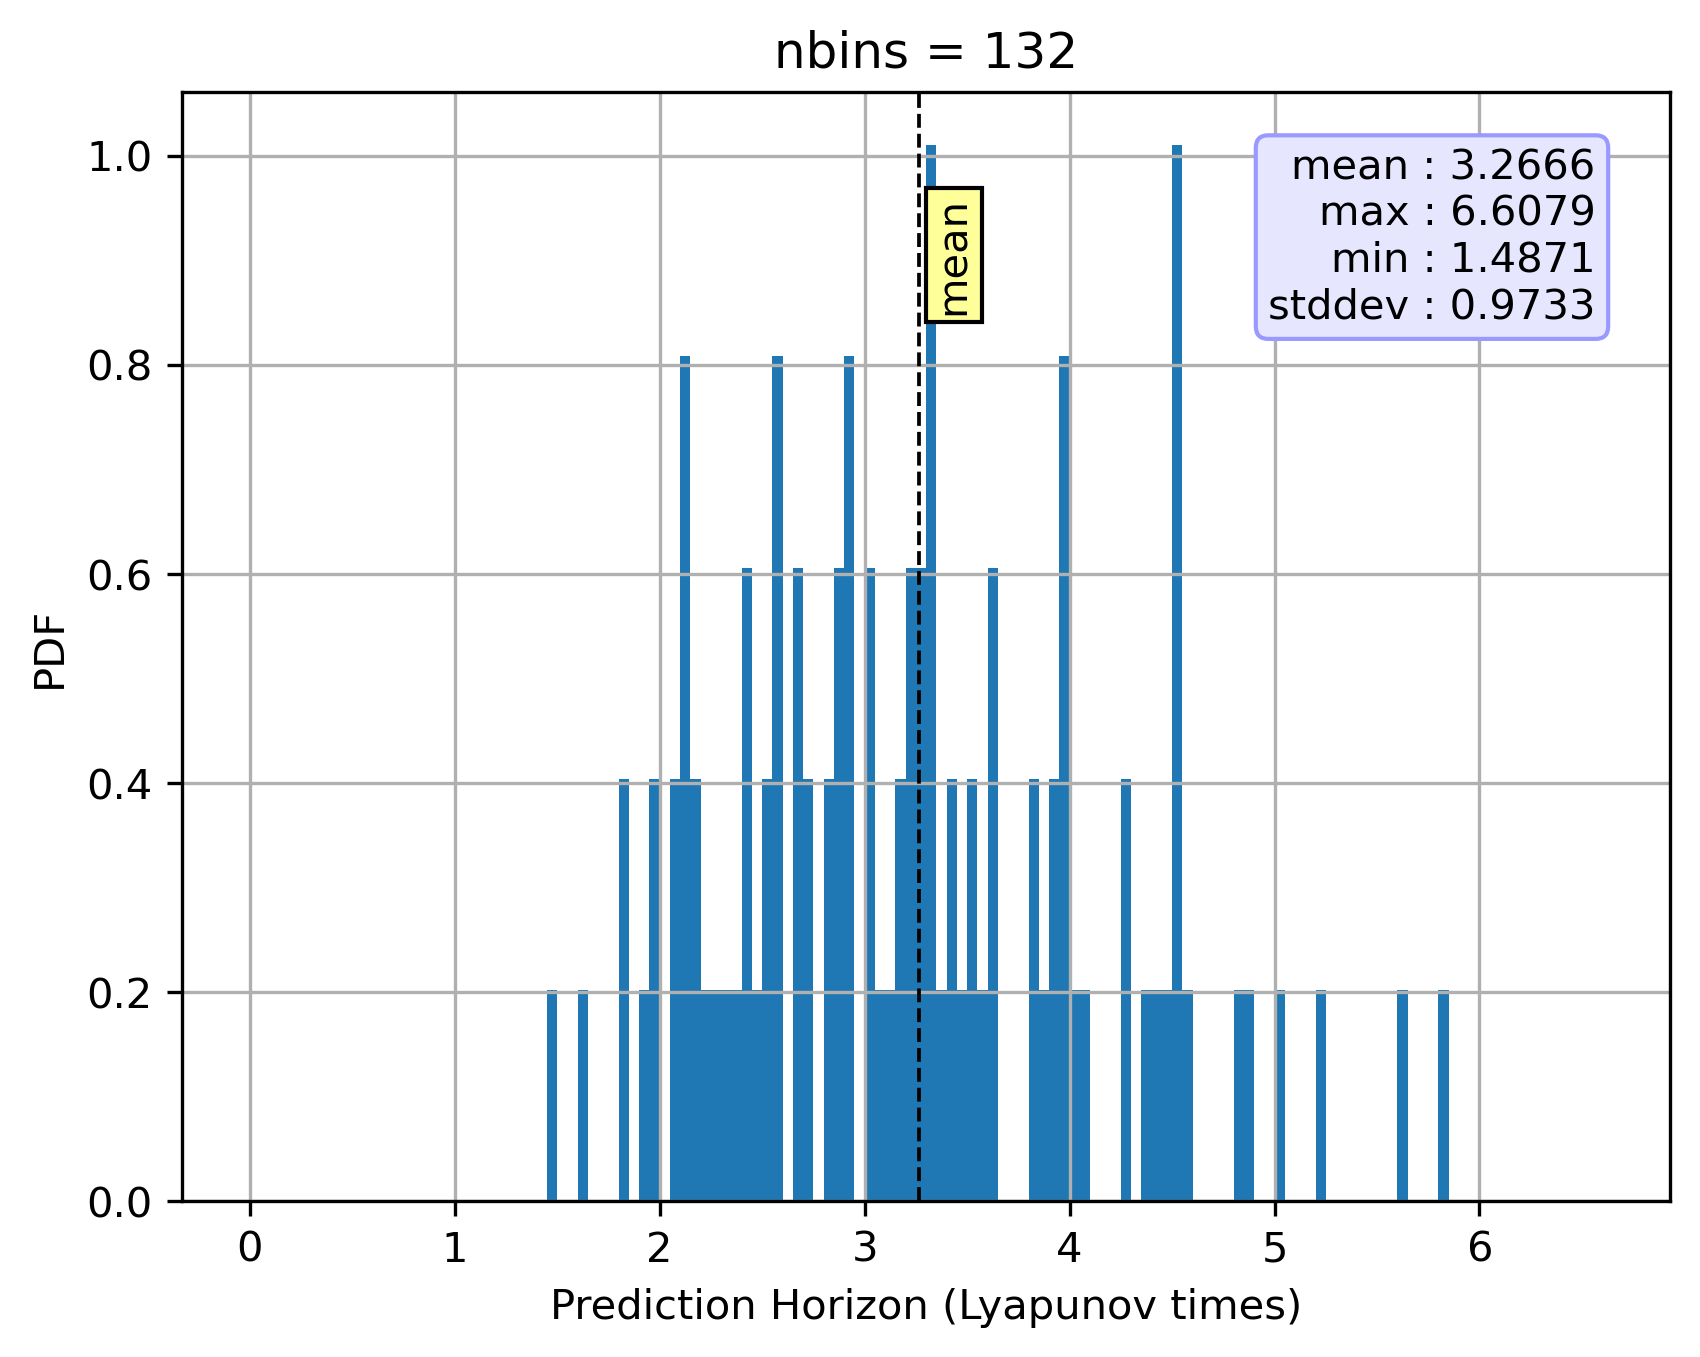 nbins = 132
mean : 3.2666
max : 6.6079
min : 1.4871
stddev : 0.9733
mean
1.0
0.8
0.6
0.4
0.2
0.0
PDF
0 1 2 3 4 5 6
Prediction Horizon (Lyapunov times)